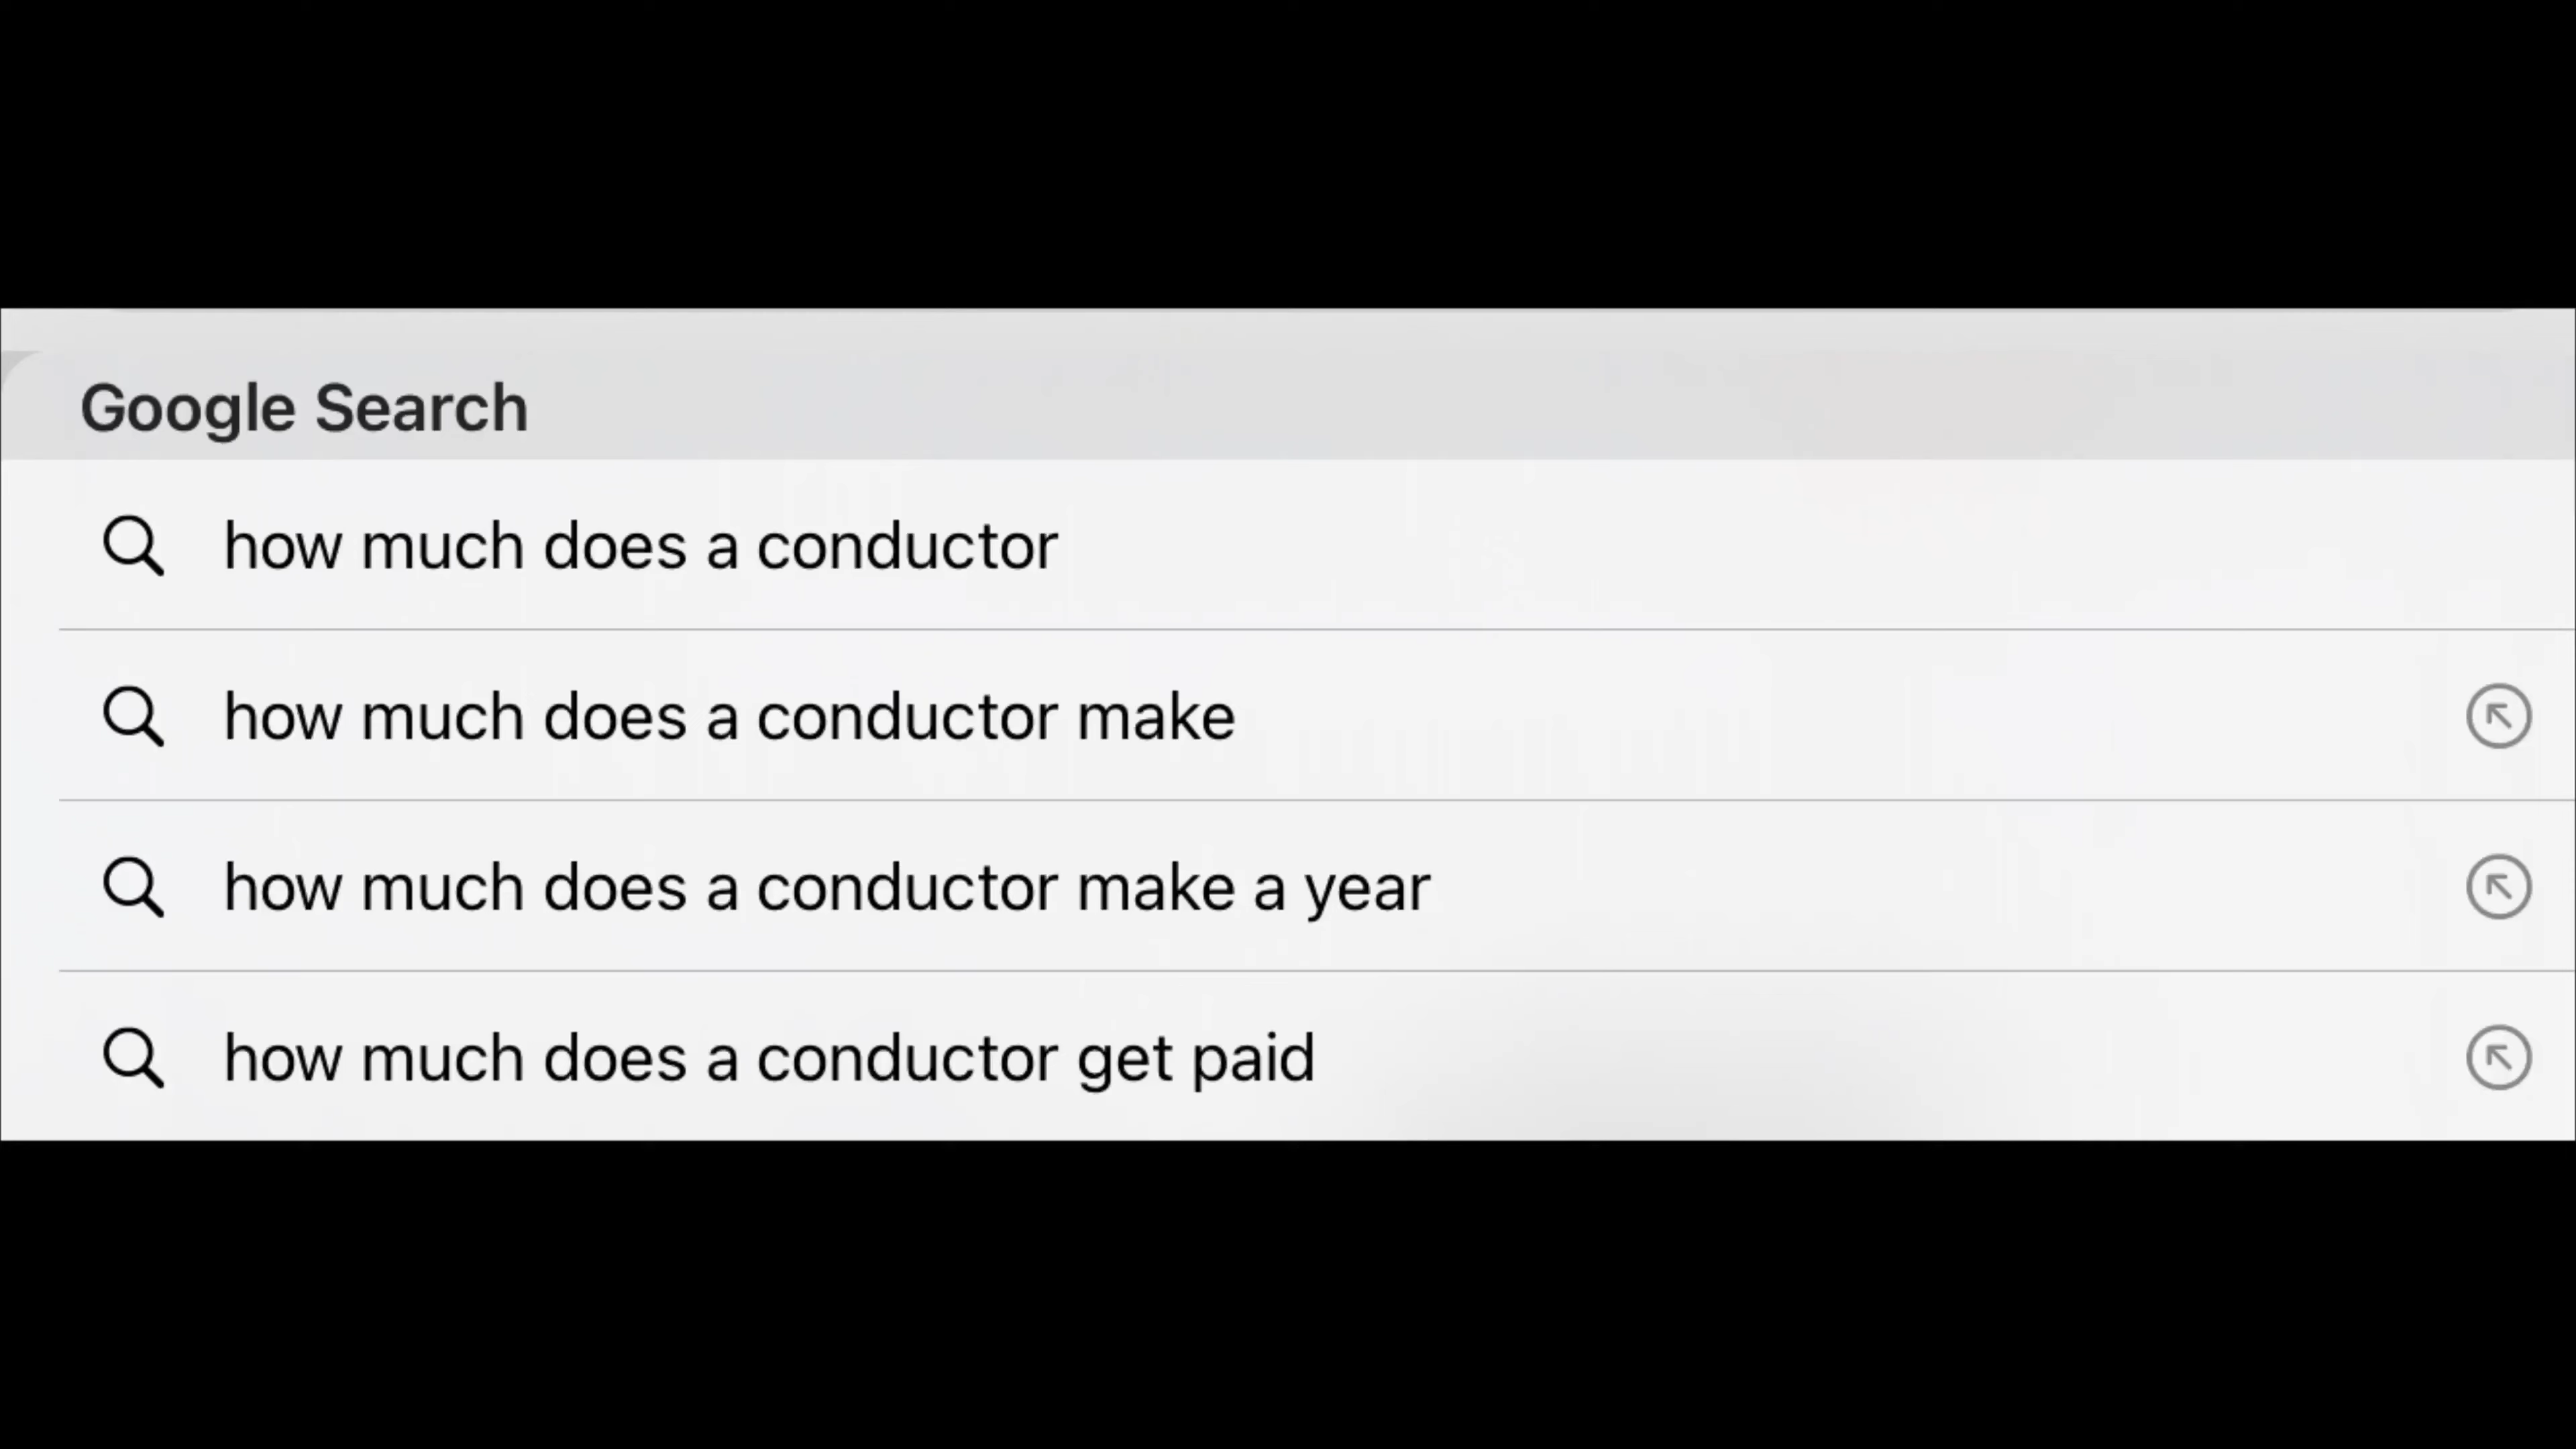 Google Search
how much does a conductor
how much does a conductor make
how much does a conductor make a year
how much does a conductor get paid